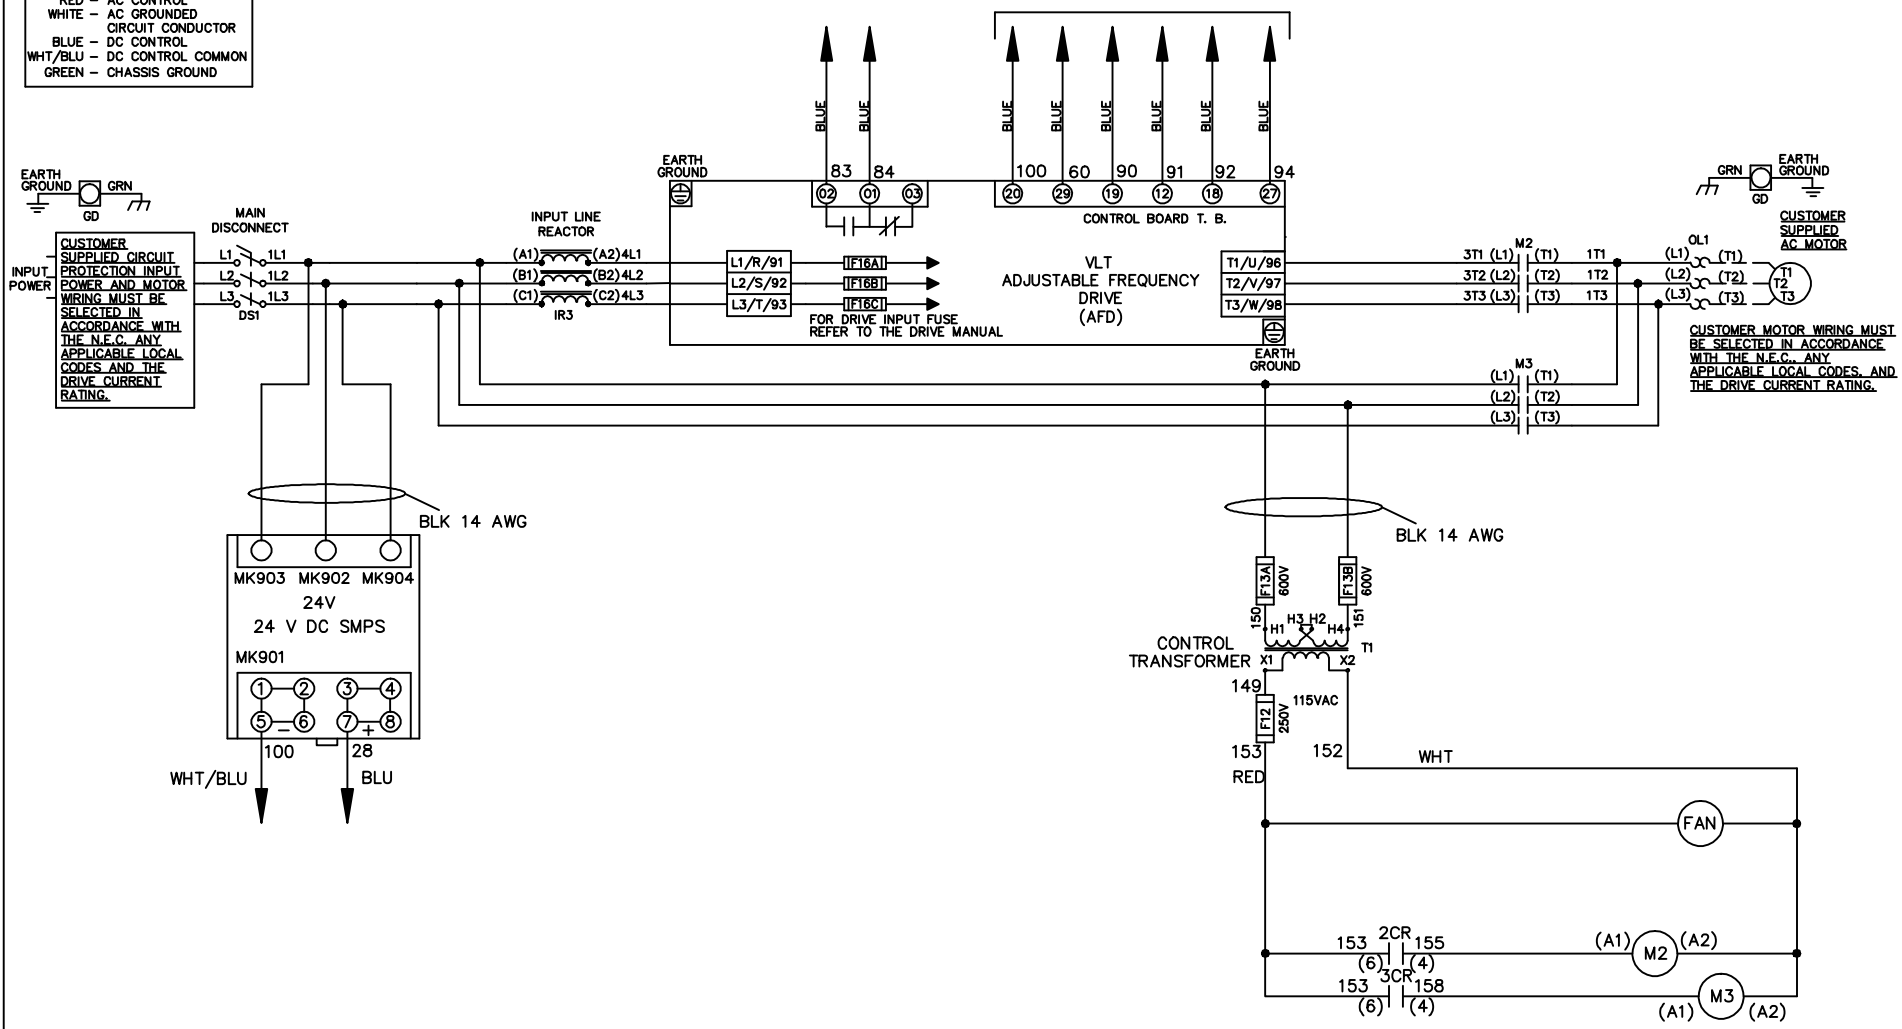 RED – AC CONTROL
WHITE – AC GROUNDED
CIRCUIT CONDUCTOR
BLUE – DC CONTROL
WHT/BLU – DC CONTROL COMMON
GREEN – CHASSIS GROUND
EARTH
GROUND
GRN
GD
MAIN
DISCONNECT
INPUT
POWER
CUSTOMER
SUPPLIED CIRCUIT
PROTECTION INPUT
POWER AND MOTOR
WIRING MUST BE
SELECTED IN
ACCORDANCE WITH
THE N.E.C. ANY
APPLICABLE LOCAL
CODES AND THE
DRIVE CURRENT
RATING.
L1 1L1
L2 1L2
L3 1L3
DS1
INPUT LINE
REACTOR
(A1) (A2) 4L1
(B1) (B2) 4L2
(C1) (C2) 4L3
IR3
EARTH
GROUND
BLUE BLUE
83 84
02 01 03
BLUE BLUE BLUE BLUE BLUE BLUE
100 60 90 91 92 94
20 29 19 12 18 27
CONTROL BOARD T. B.
L1/R/91 F16A
L2/S/92 F16B
L3/T/93 F16C
FOR DRIVE INPUT FUSE
REFER TO THE DRIVE MANUAL
VLT
ADJUSTABLE FREQUENCY
DRIVE
(AFD)
T1/U/96
T2/V/97
T3/W/98
EARTH
GROUND
M2
3T1 (L1) (T1) 1T1
3T2 (L2) (T2) 1T2
3T3 (L3) (T3) 1T3
OL1
(L1) (T1)
(L2) (T2)
(L3) (T3)
T1
T2
T3
GRN
GD
EARTH
GROUND
CUSTOMER
SUPPLIED
AC MOTOR
CUSTOMER MOTOR WIRING MUST
BE SELECTED IN ACCORDANCE
WITH THE N.E.C., ANY
APPLICABLE LOCAL CODES, AND
THE DRIVE CURRENT RATING.
M3
(L1) (T1)
(L2) (T2)
(L3) (T3)
BLK 14 AWG
MK903 MK902 MK904
24V
24 V DC SMPS
MK901
1 2 3 4
5 6 7 8
– +
100 28
WHT/BLU BLU
BLK 14 AWG
F13A 600V
F13B 600V
150 151
H1 H3 H2 H4
T1
CONTROL
TRANSFORMER
X1 X2
149
115VAC
F12 250V
153 152
RED
WHT
FAN
2CR
153 155
(6) (4)
(A1) M2 (A2)
3CR
153 158
(6) (4)
(A1) M3 (A2)